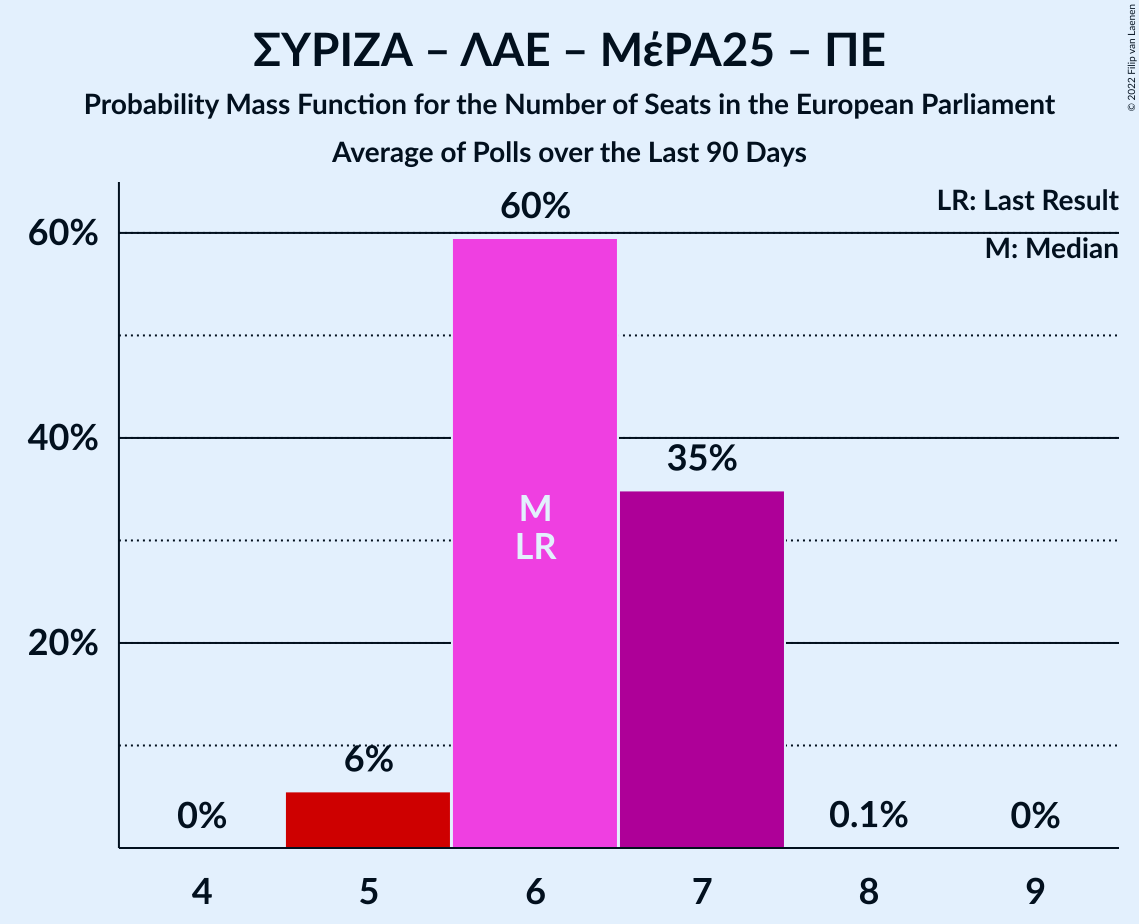 ΣΥΡΙΖΑ – ΛΑΕ – ΜέΡΑ25 – ΠΕ
Probability Mass Function for the Number of Seats in the European Parliament
Average of Polls over the Last 90 Days
© 2022 Filip van Laenen
LR: Last Result
M: Median
60%
40%
20%
0%
6%
60%
M
LR
35%
0.1%
0%
4
5
6
7
8
9